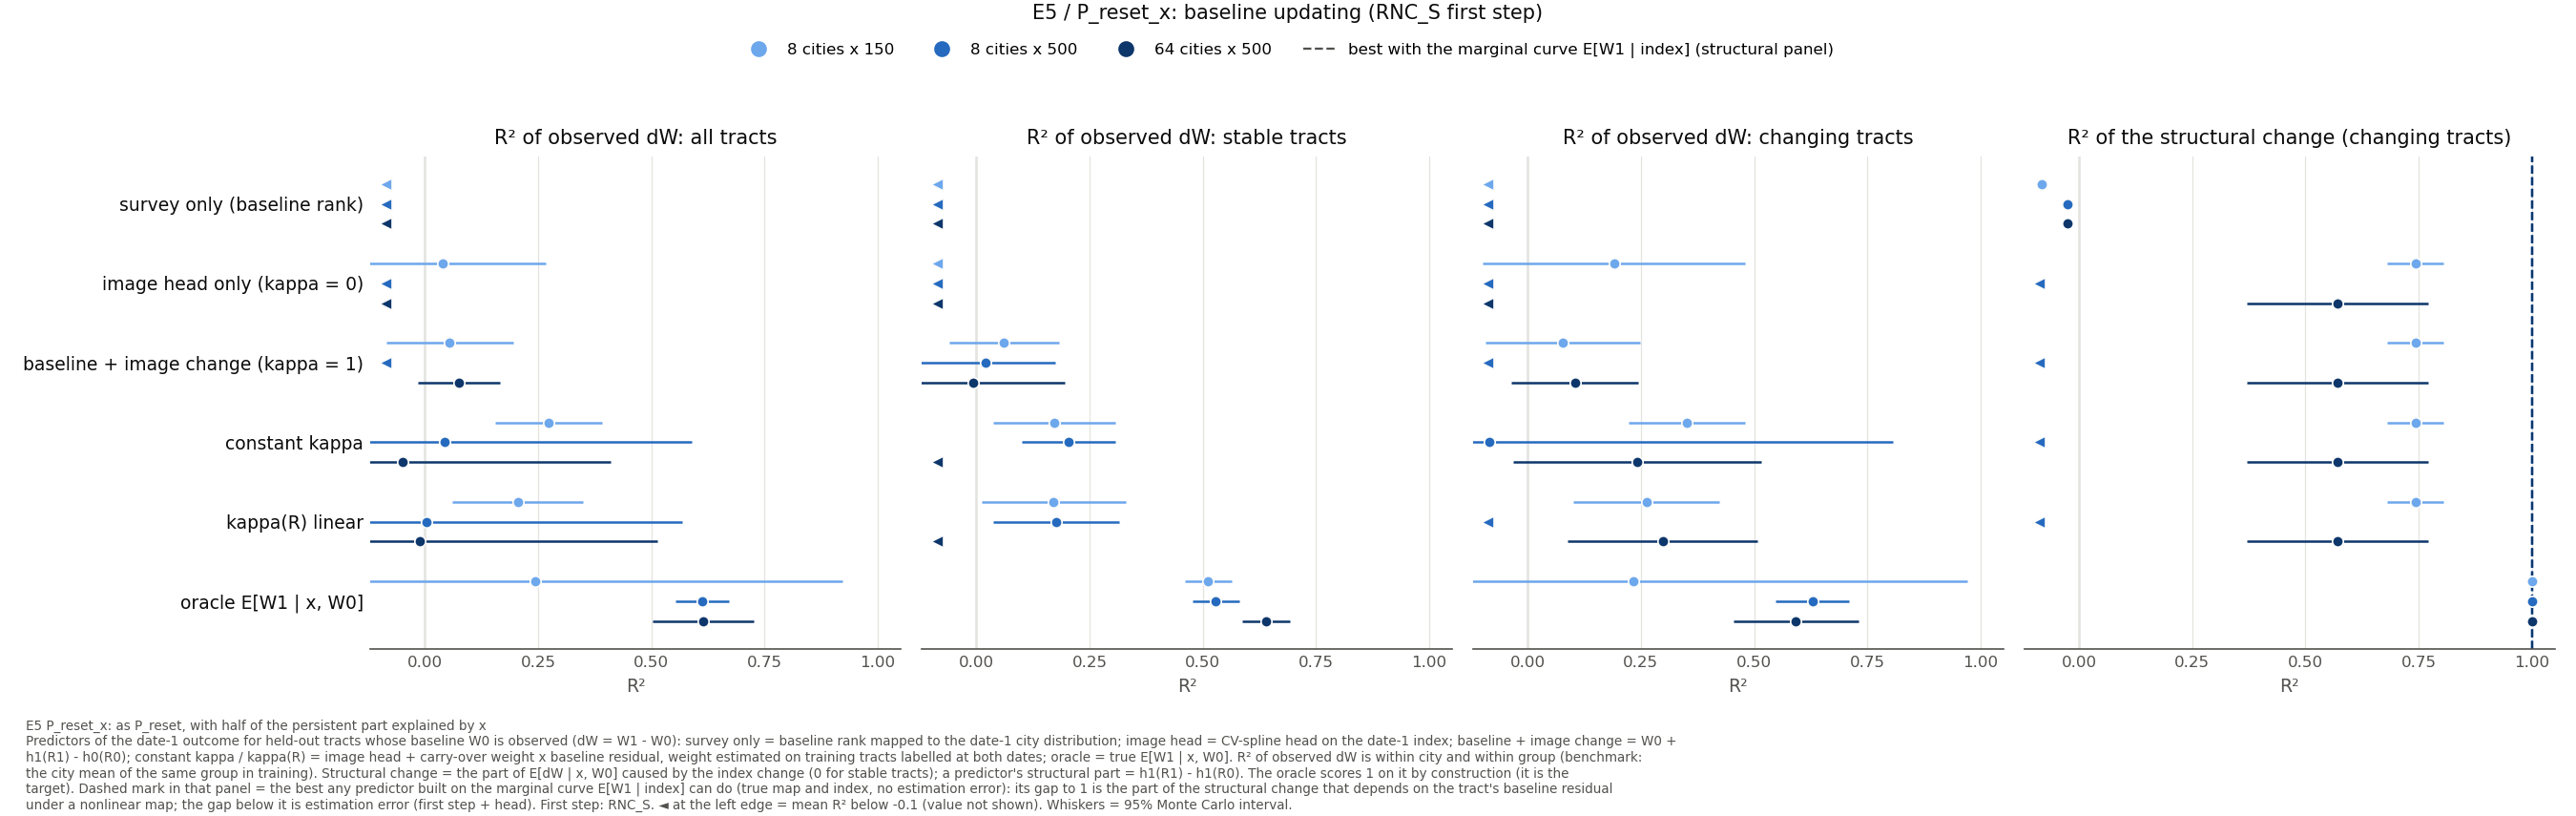 E5 / P_reset_x: baseline updating (RNC_S first step)
8 cities x 150
8 cities x 500
64 cities x 500
best with the marginal curve E[W1 | index] (structural panel)
R² of observed dW: all tracts
R² of observed dW: stable tracts
R² of observed dW: changing tracts
R² of the structural change (changing tracts)
survey only (baseline rank)
image head only (kappa = 0)
baseline + image change (kappa = 1)
constant kappa
kappa(R) linear
oracle E[W1 | x, W0]
0.00 0.25 0.50 0.75 1.00
0.00 0.25 0.50 0.75 1.00
0.00 0.25 0.50 0.75 1.00
0.00 0.25 0.50 0.75 1.00
R²
R²
R²
R²
E5 P_reset_x: as P_reset, with half of the persistent part explained by x
Predictors of the date-1 outcome for held-out tracts whose baseline W0 is observed (dW = W1 - W0): survey only = baseline rank mapped to the date-1 city distribution; image head = CV-spline head on the date-1 index; baseline + image change = W0 +
h1(R1) - h0(R0); constant kappa / kappa(R) = image head + carry-over weight x baseline residual, weight estimated on training tracts labelled at both dates; oracle = true E[W1 | x, W0]. R² of observed dW is within city and within group (benchmark:
the city mean of the same group in training). Structural change = the part of E[dW | x, W0] caused by the index change (0 for stable tracts); a predictor's structural part = h1(R1) - h1(R0). The oracle scores 1 on it by construction (it is the
target). Dashed mark in that panel = the best any predictor built on the marginal curve E[W1 | index] can do (true map and index, no estimation error): its gap to 1 is the part of the structural change that depends on the tract's baseline residual
under a nonlinear map; the gap below it is estimation error (first step + head). First step: RNC_S. ◄ at the left edge = mean R² below -0.1 (value not shown). Whiskers = 95% Monte Carlo interval.